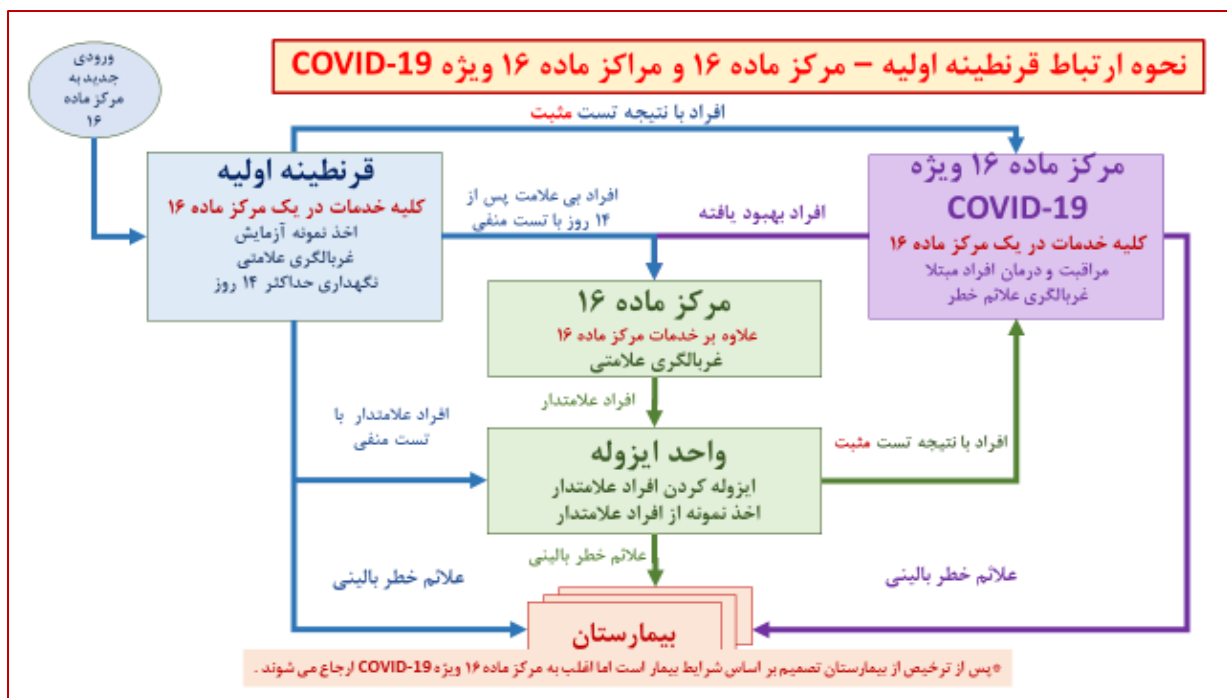 نحوه ارتباط قرنطینه اولیه – مرکز ماده ۱۶ و مراکز ماده ۱۶ ویژه COVID-19
ورودی
جدید به
مرکز ماده
۱۶
افراد با نتیجه تست مثبت
قرنطینه اولیه
کلیه خدمات در یک مرکز ماده ۱۶
اخذ نمونه آزمایش
غربالگری علامتی
نگهداری حداکثر ۱۴ روز
افراد بی علامت پس از
۱۴ روز با تست منفی
افراد بهبود یافته
مرکز ماده ۱۶ ویژه
COVID-19
کلیه خدمات در یک مرکز ماده ۱۶
مراقبت و درمان افراد مبتلا
غربالگری علائم خطر
مرکز ماده ۱۶
علاوه بر خدمات مرکز ماده ۱۶
غربالگری علامتی
افراد علامتدار
افراد علامتدار با
تست منفی
واحد ایزوله
ایزوله کردن افراد علامتدار
اخذ نمونه از افراد علامتدار
افراد با نتیجه تست مثبت
علائم خطر بالینی
علائم خطر بالینی
علائم خطر بالینی
بیمارستان
*پس از ترخیص از بیمارستان تصمیم بر اساس شرایط بیمار است اما اغلب به مرکز ماده ۱۶ ویژه COVID-19 ارجاع می شوند .